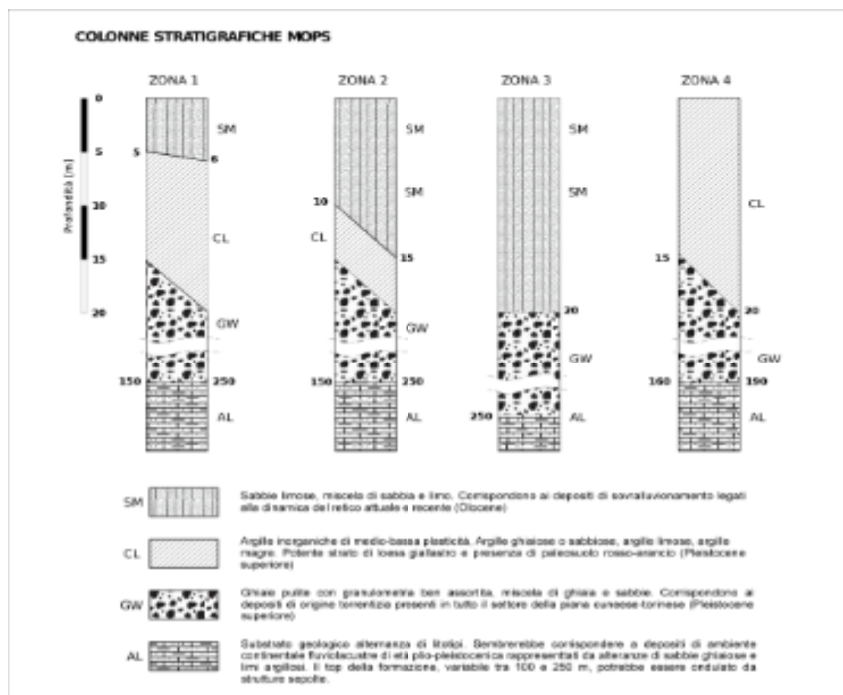 COLONNE STRATIGRAFICHE MOPS
ZONA 1
ZONA 2
ZONA 3
ZONA 4
Profondità [m]
0
5
10
15
20
SM
5
6
CL
GW
150
250
AL
SM
SM
10
CL
15
GW
150
250
AL
SM
SM
20
GW
250
AL
CL
15
20
GW
160
190
AL
SM
Sabbie limose, miscela di sabbia e limo. Corrispondono ai depositi di sovralluvionamento legati
alla dinamica del retico attuale e recente (Olocene)
CL
Argille inorganiche di medio-bassa plasticità. Argille ghiaiose o sabbiose, argille limose, argille
magre. Potente strato di loess giallastro e presenza di paleosuolo rosso-arancio (Pleistocene
superiore)
GW
Ghiaie pulite con granulometria ben assortita, miscela di ghiaia e sabbie. Corrispondono ai
depositi di origine torrentizia presenti in tutto il settore della piana cuneese-torinese (Pleistocene
superiore)
AL
Substrato geologico alternanza di litotipi. Sembrerebbe corrispondere a depositi di ambiente
continentale fluviolacustre di età plio-pleistocenica rappresentati da alteranze di sabbie ghiaiose e
limi argillosi. Il top della formazione, variabile tra 100 e 250 m, potrebbe essere ondulato da
strutture sepolte.